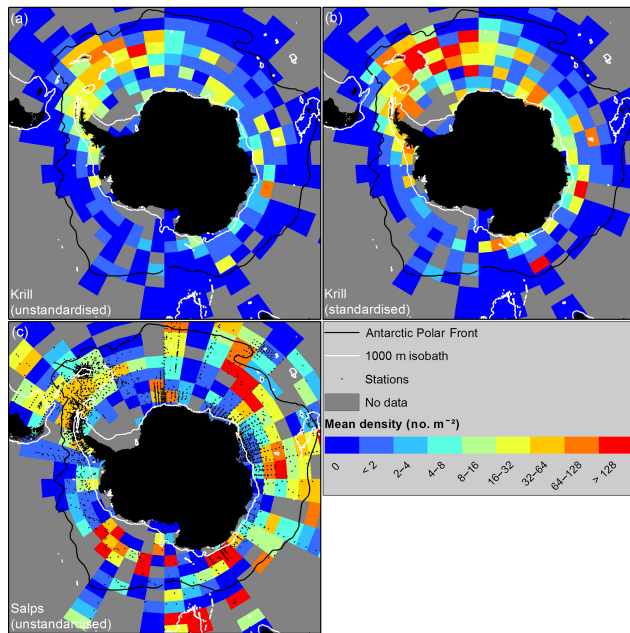 (a)
Krill
(unstandardised)
(b)
Krill
(standardised)
(c)
Salps
(unstandardised)
Antarctic Polar Front
1000 m isobath
Stations
No data
Mean density (no. m⁻²)
0
< 2
2–4
4–8
8–16
16–32
32–64
64–128
> 128